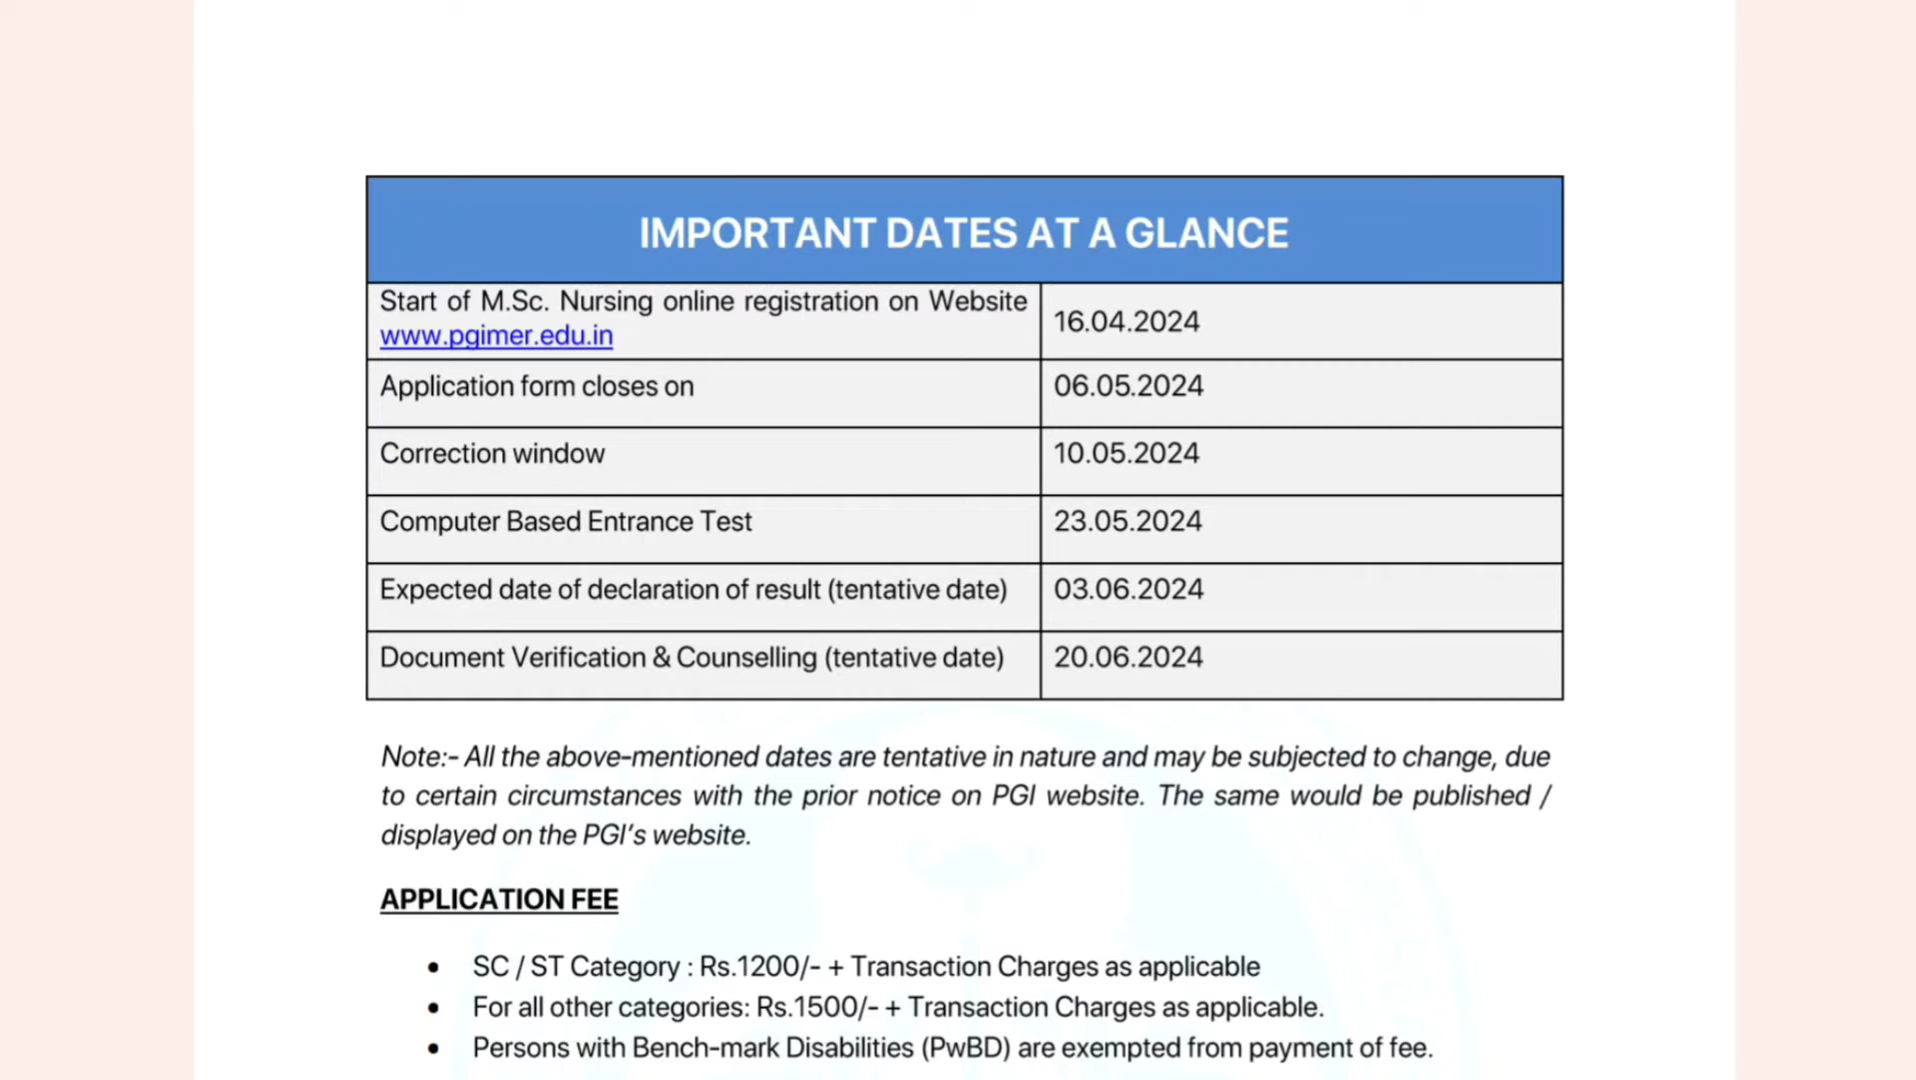 IMPORTANT DATES AT A GLANCE
Start of M.Sc. Nursing online registration on Website
www.pgimer.edu.in
16.04.2024
Application form closes on
06.05.2024
Correction window
10.05.2024
Computer Based Entrance Test
23.05.2024
Expected date of declaration of result (tentative date)
03.06.2024
Document Verification & Counselling (tentative date)
20.06.2024
Note:- All the above-mentioned dates are tentative in nature and may be subjected to change, due
to certain circumstances with the prior notice on PGI website. The same would be published /
displayed on the PGI’s website.
APPLICATION FEE
• SC / ST Category : Rs.1200/- + Transaction Charges as applicable
• For all other categories: Rs.1500/- + Transaction Charges as applicable.
• Persons with Bench-mark Disabilities (PwBD) are exempted from payment of fee.